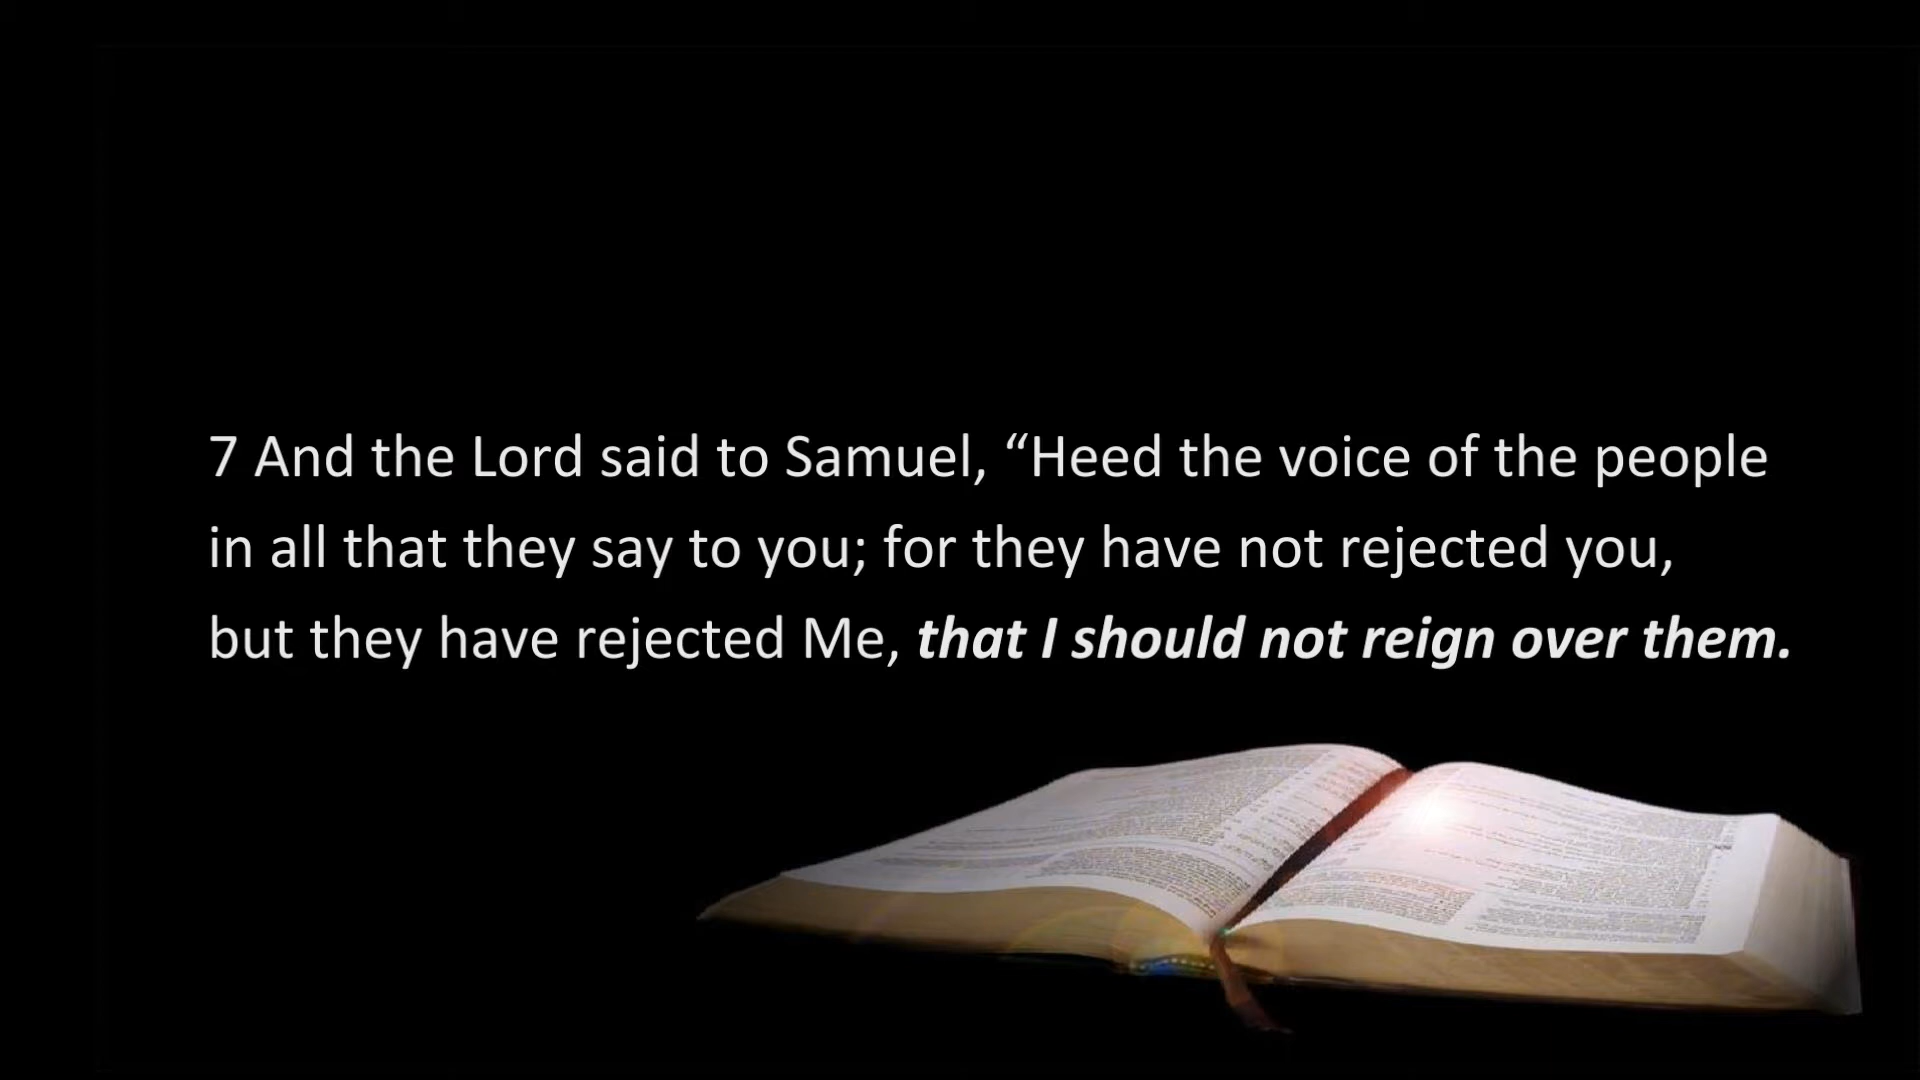 7 And the Lord said to Samuel, “Heed the voice of the people
in all that they say to you; for they have not rejected you,
but they have rejected Me, that I should not reign over them.